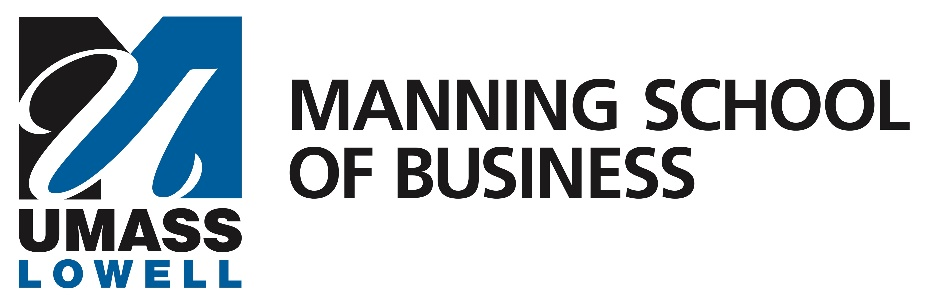 MANNING SCHOOL
OF BUSINESS
UMASS
LOWELL